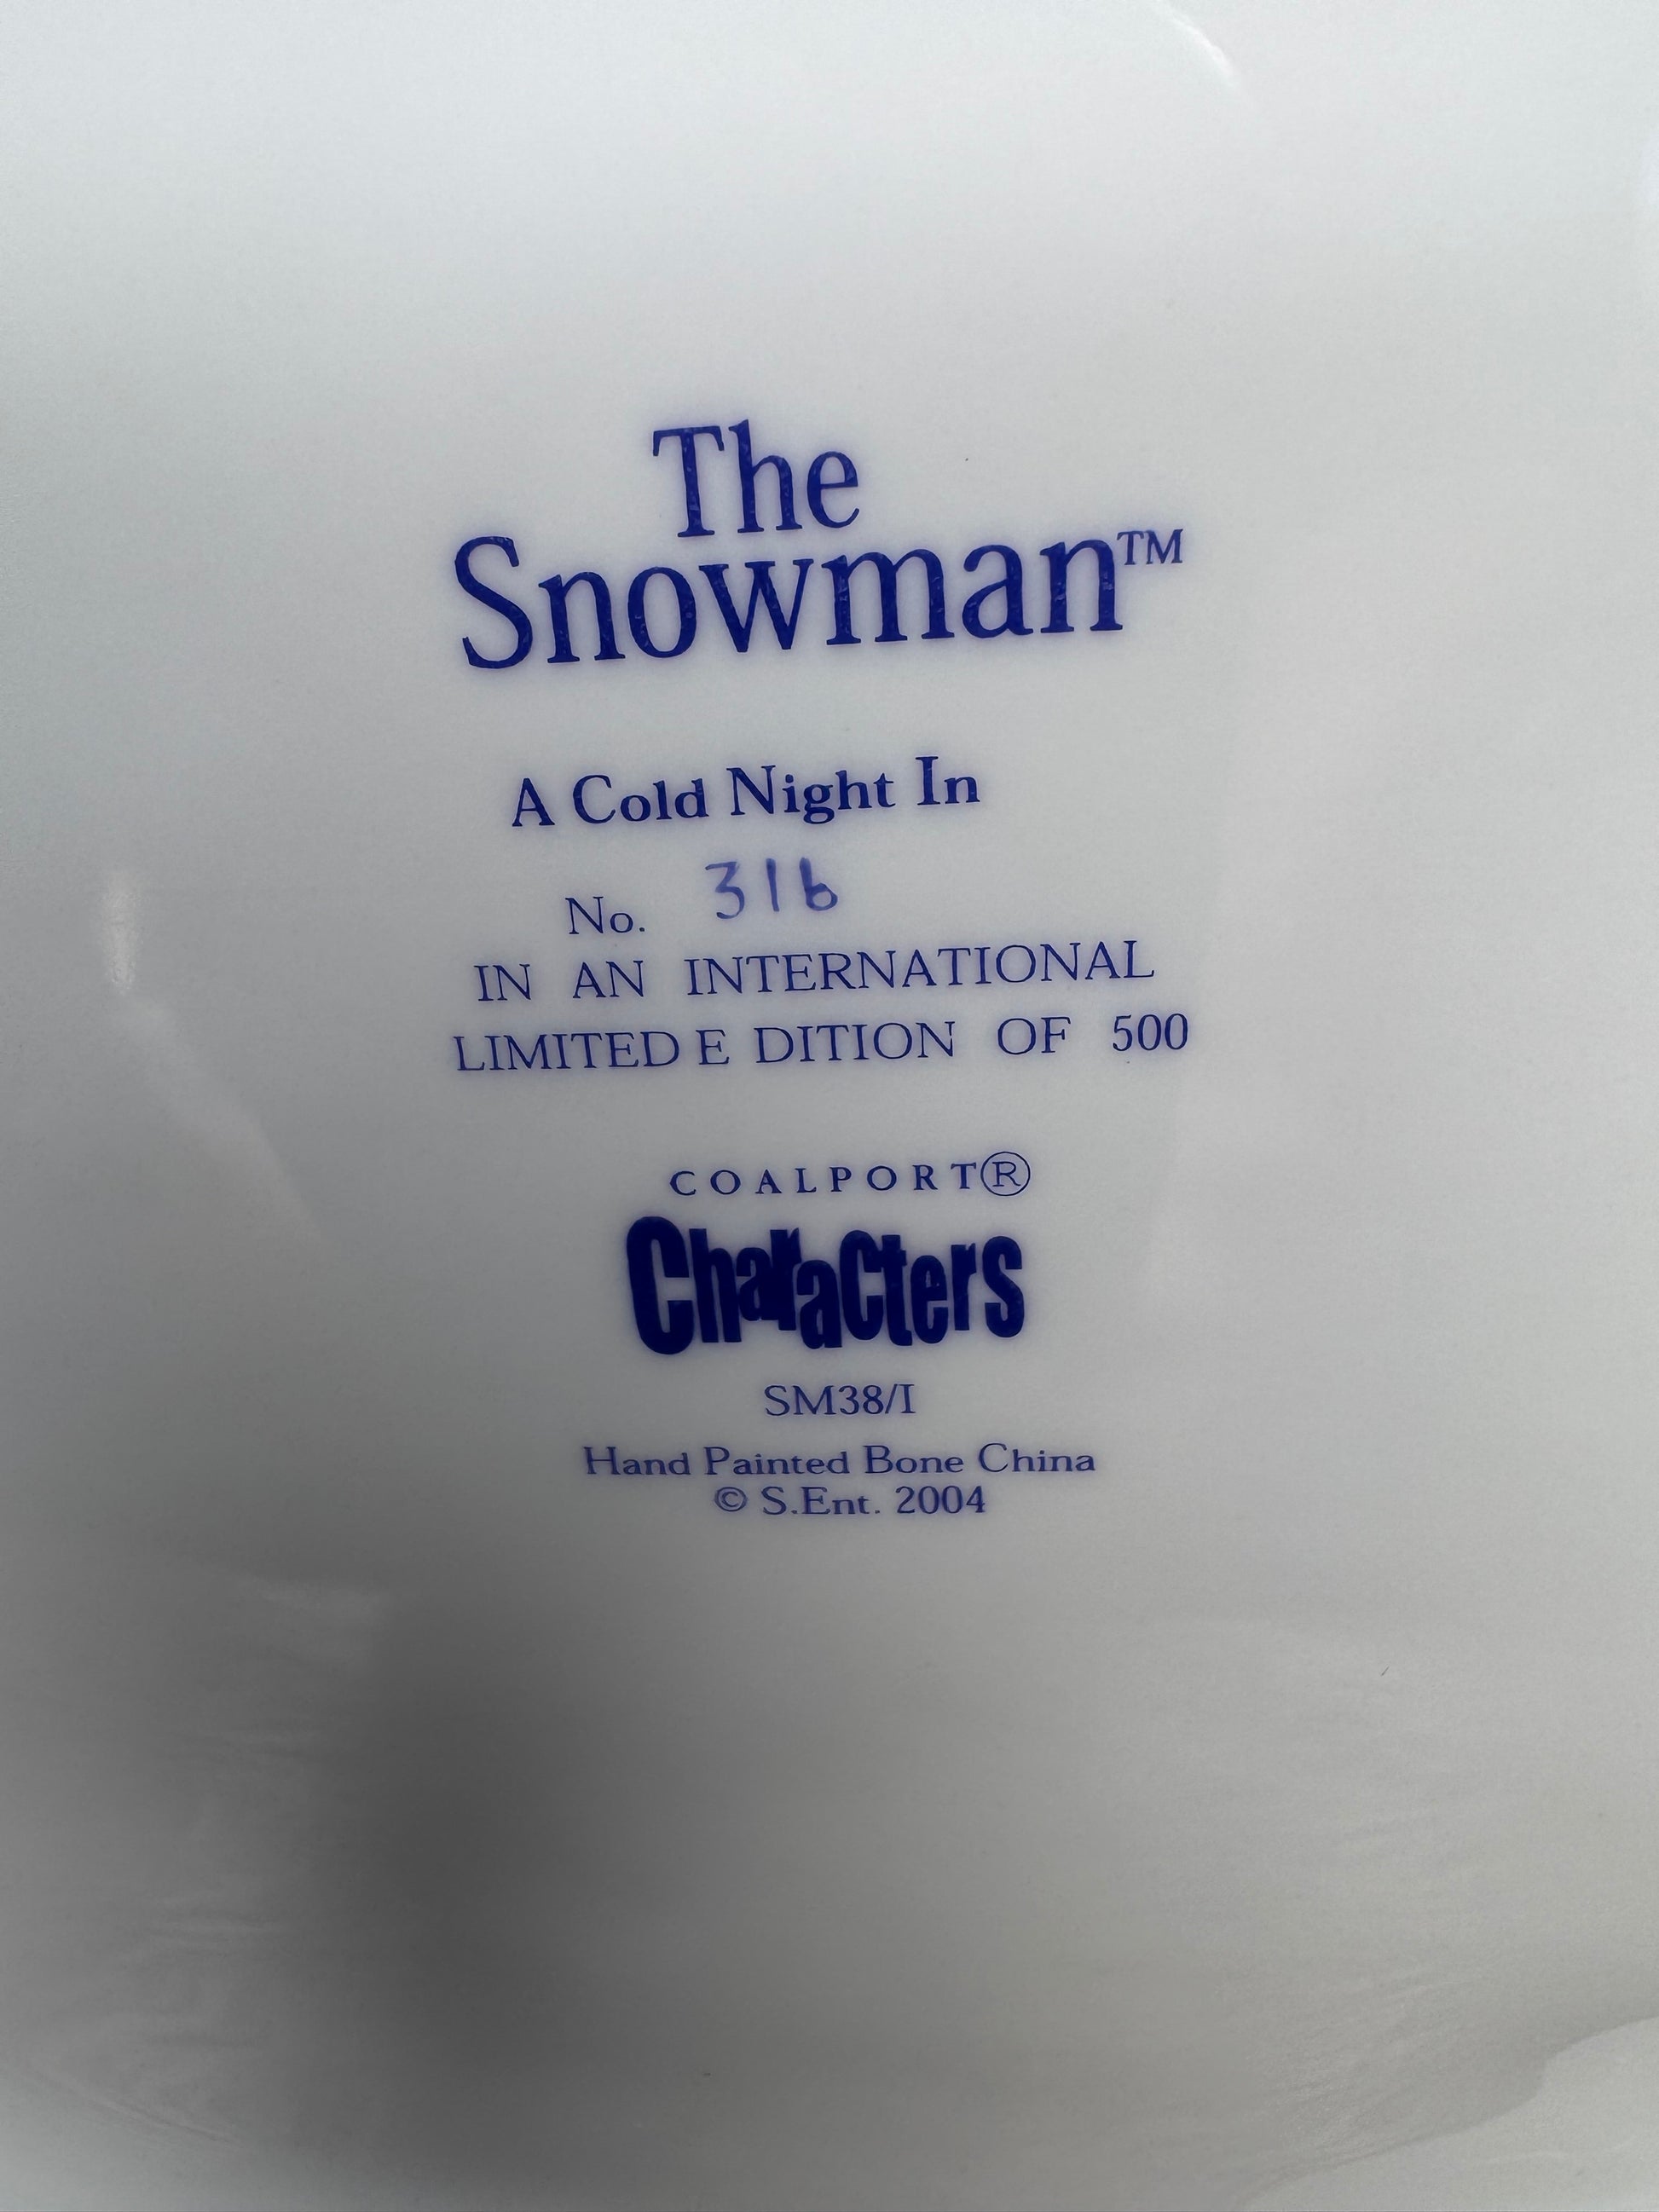 The
Snowman™
A Cold Night In
No. 316
IN AN INTERNATIONAL
LIMITED E DITION OF 500
COALPORT®
Characters
SM38/I
Hand Painted Bone China
© S.Ent. 2004